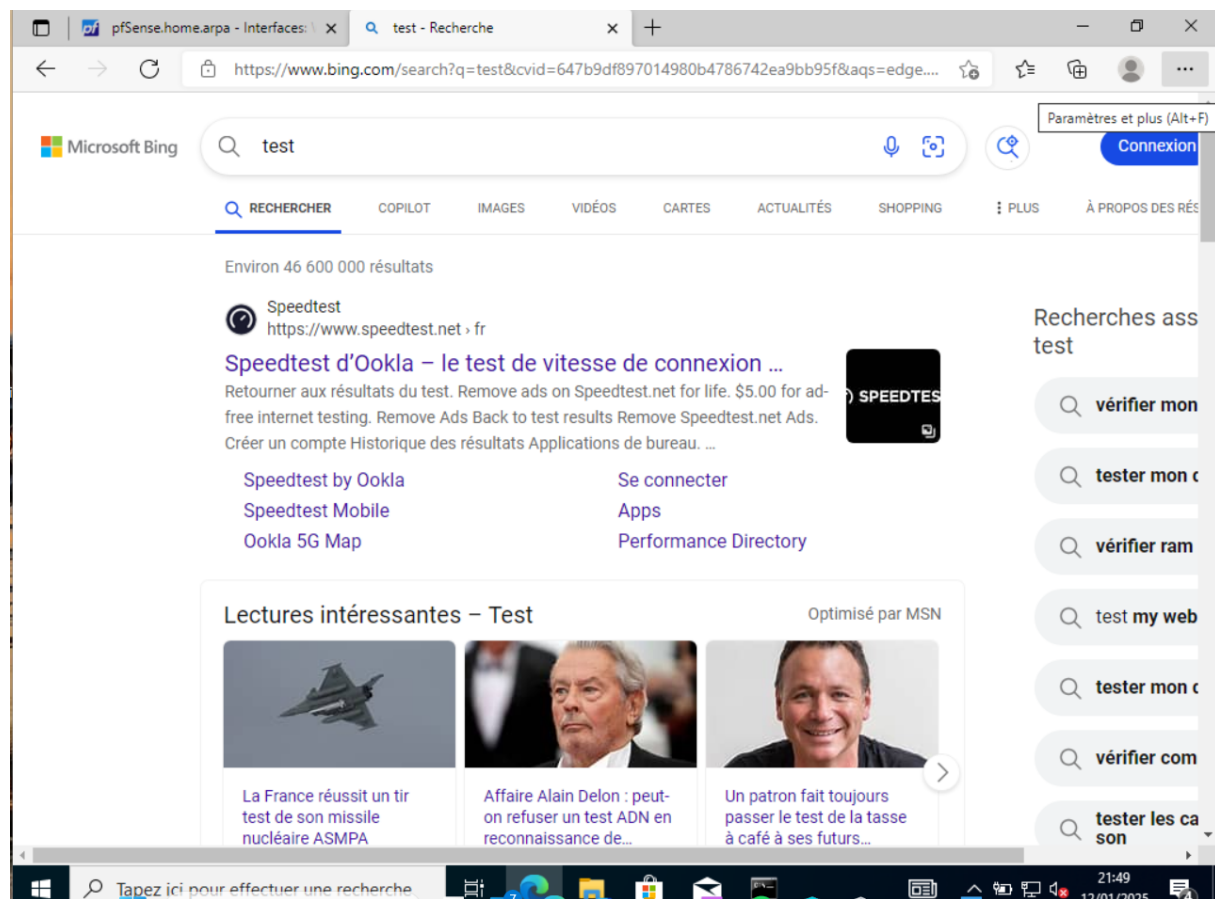 pfSense.home.arpa - Interfaces:
test - Recherche
https://www.bing.com/search?q=test&cvid=647b9df897014980b4786742ea9bb95f&aqs=edge....
Paramètres et plus (Alt+F)
Microsoft Bing
test
Connexion
RECHERCHER COPILOT IMAGES VIDÉOS CARTES ACTUALITÉS SHOPPING PLUS À PROPOS DES RÉS
Environ 46 600 000 résultats
Speedtest
https://www.speedtest.net › fr
Speedtest d'Ookla – le test de vitesse de connexion ...
Retourner aux résultats du test. Remove ads on Speedtest.net for life. $5.00 for ad-
free internet testing. Remove Ads Back to test results Remove Speedtest.net Ads.
Créer un compte Historique des résultats Applications de bureau. ...
SPEEDTES
Speedtest by Ookla
Se connecter
Speedtest Mobile
Apps
Ookla 5G Map
Performance Directory
Recherches ass
test
vérifier mon
tester mon
vérifier ram
test my web
tester mon
vérifier com
tester les ca
son
Lectures intéressantes – Test
Optimisé par MSN
La France réussit un tir
test de son missile
nucléaire ASMPA
Affaire Alain Delon : peut-
on refuser un test ADN en
reconnaissance de...
Un patron fait toujours
passer le test de la tasse
à café à ses futurs...
Tapez ici pour effectuer une recherche
7
21:49
12/01/2025
4